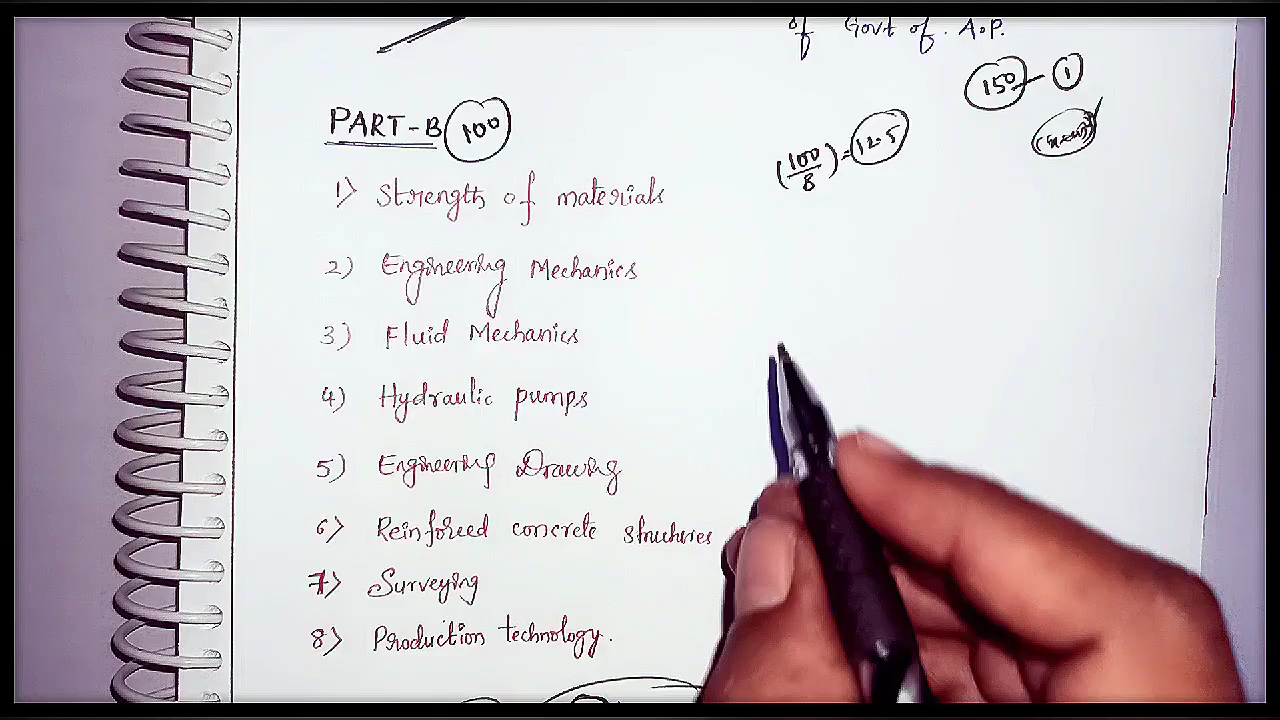 of Govt of. A.P.
150 - 1
PART-B 100
(100/8) = 12.5
1) Strength of materials
2) Engineering Mechanics
3) Fluid Mechanics
4) Hydraulic pumps
5) Engineering Drawing
6) Reinforced concrete structures
7) Surveying
8) Production technology.